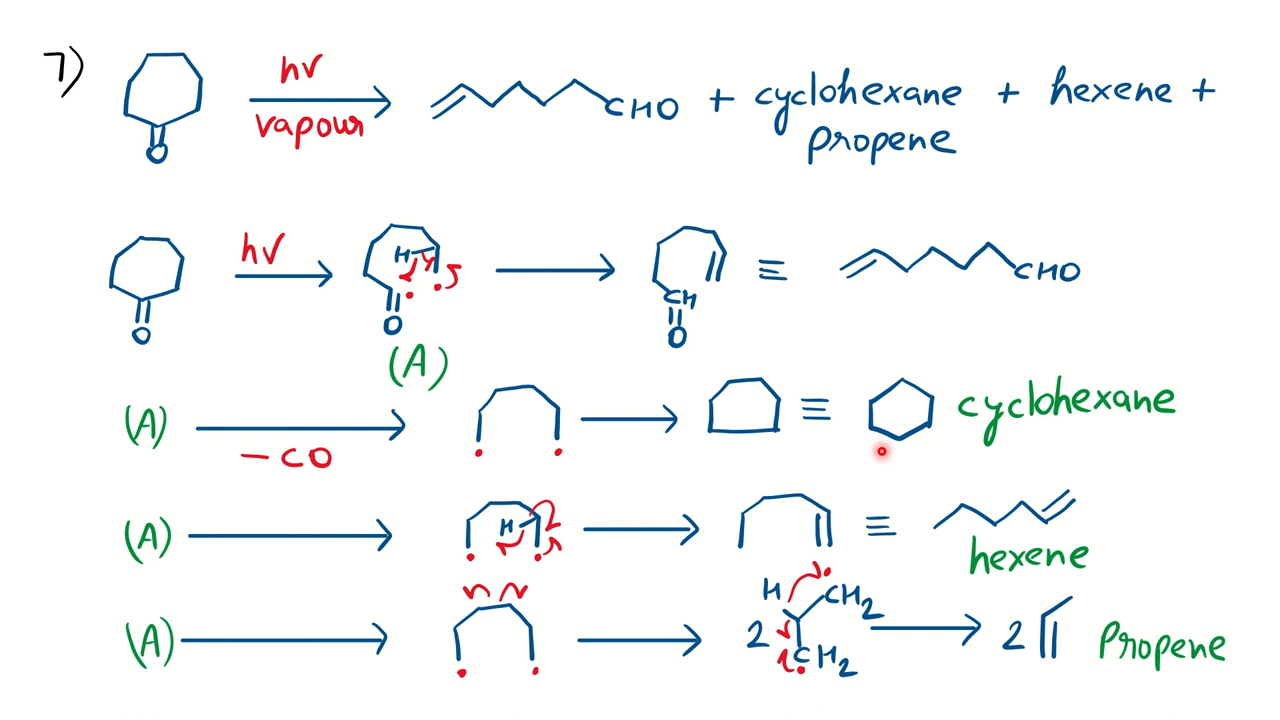 7)
hν
vapour
O
CHO + cyclohexane + hexene +
propene
hν
H
O
CH
O
CHO
(A)
(A) cyclohexane
-CO
(A) H
hexene
H CH2
(A) 2 2 Propene
CH2